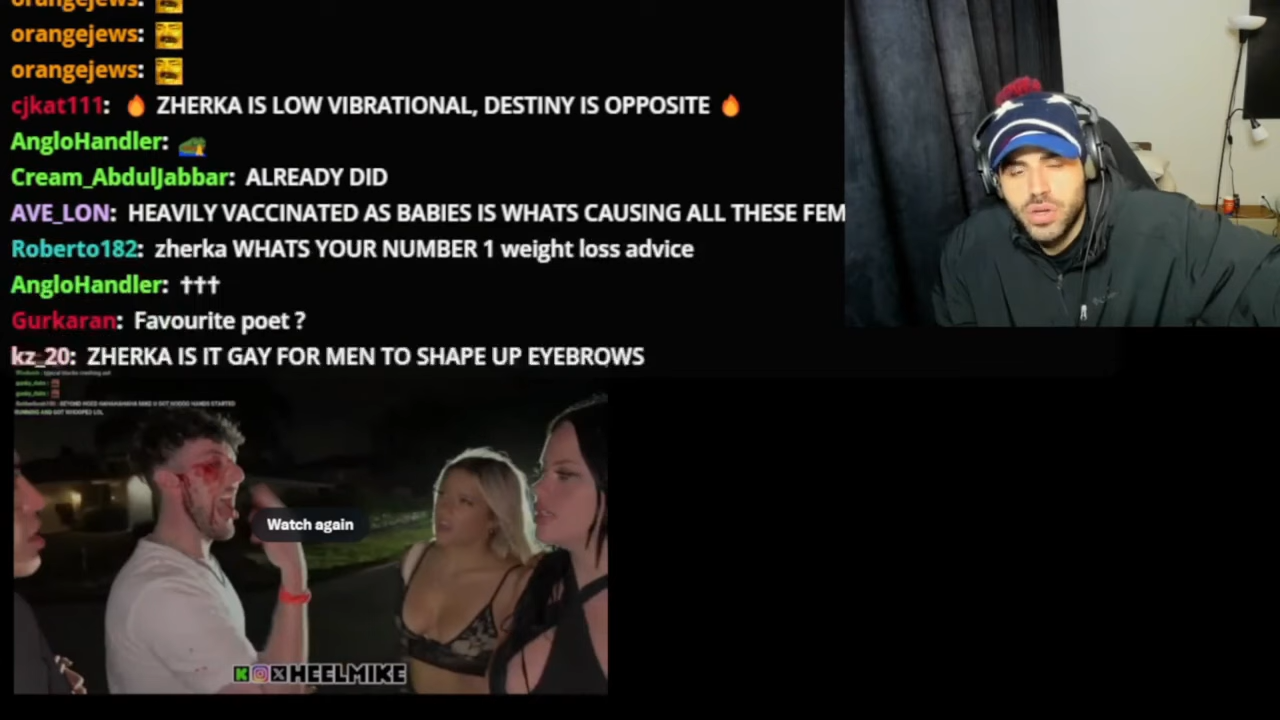 orangejews:
orangejews:
orangejews:
cjkat111: 🔥 ZHERKA IS LOW VIBRATIONAL, DESTINY IS OPPOSITE 🔥
AngloHandler:
Cream_AbdulJabbar: ALREADY DID
AVE_LON: HEAVILY VACCINATED AS BABIES IS WHATS CAUSING ALL THESE FEM
Roberto182: zherka WHATS YOUR NUMBER 1 weight loss advice
AngloHandler: †††
Gurkaran: Favourite poet ?
kz_20: ZHERKA IS IT GAY FOR MEN TO SHAPE UP EYEBROWS
Watch again
K X HEELMIKE